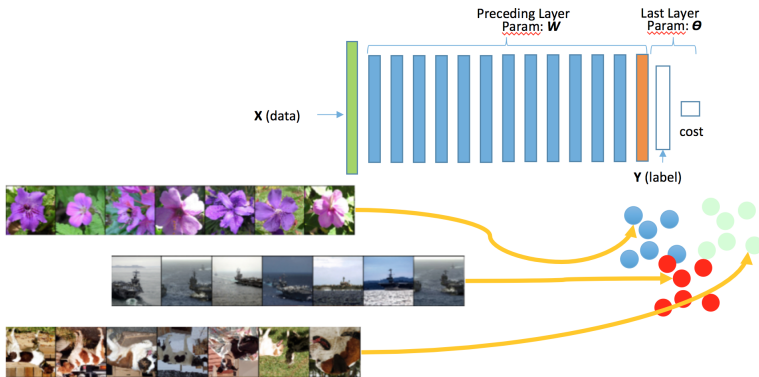 Preceding Layer
Param: W
Last Layer
Param: Θ
X (data)
cost
Y (label)